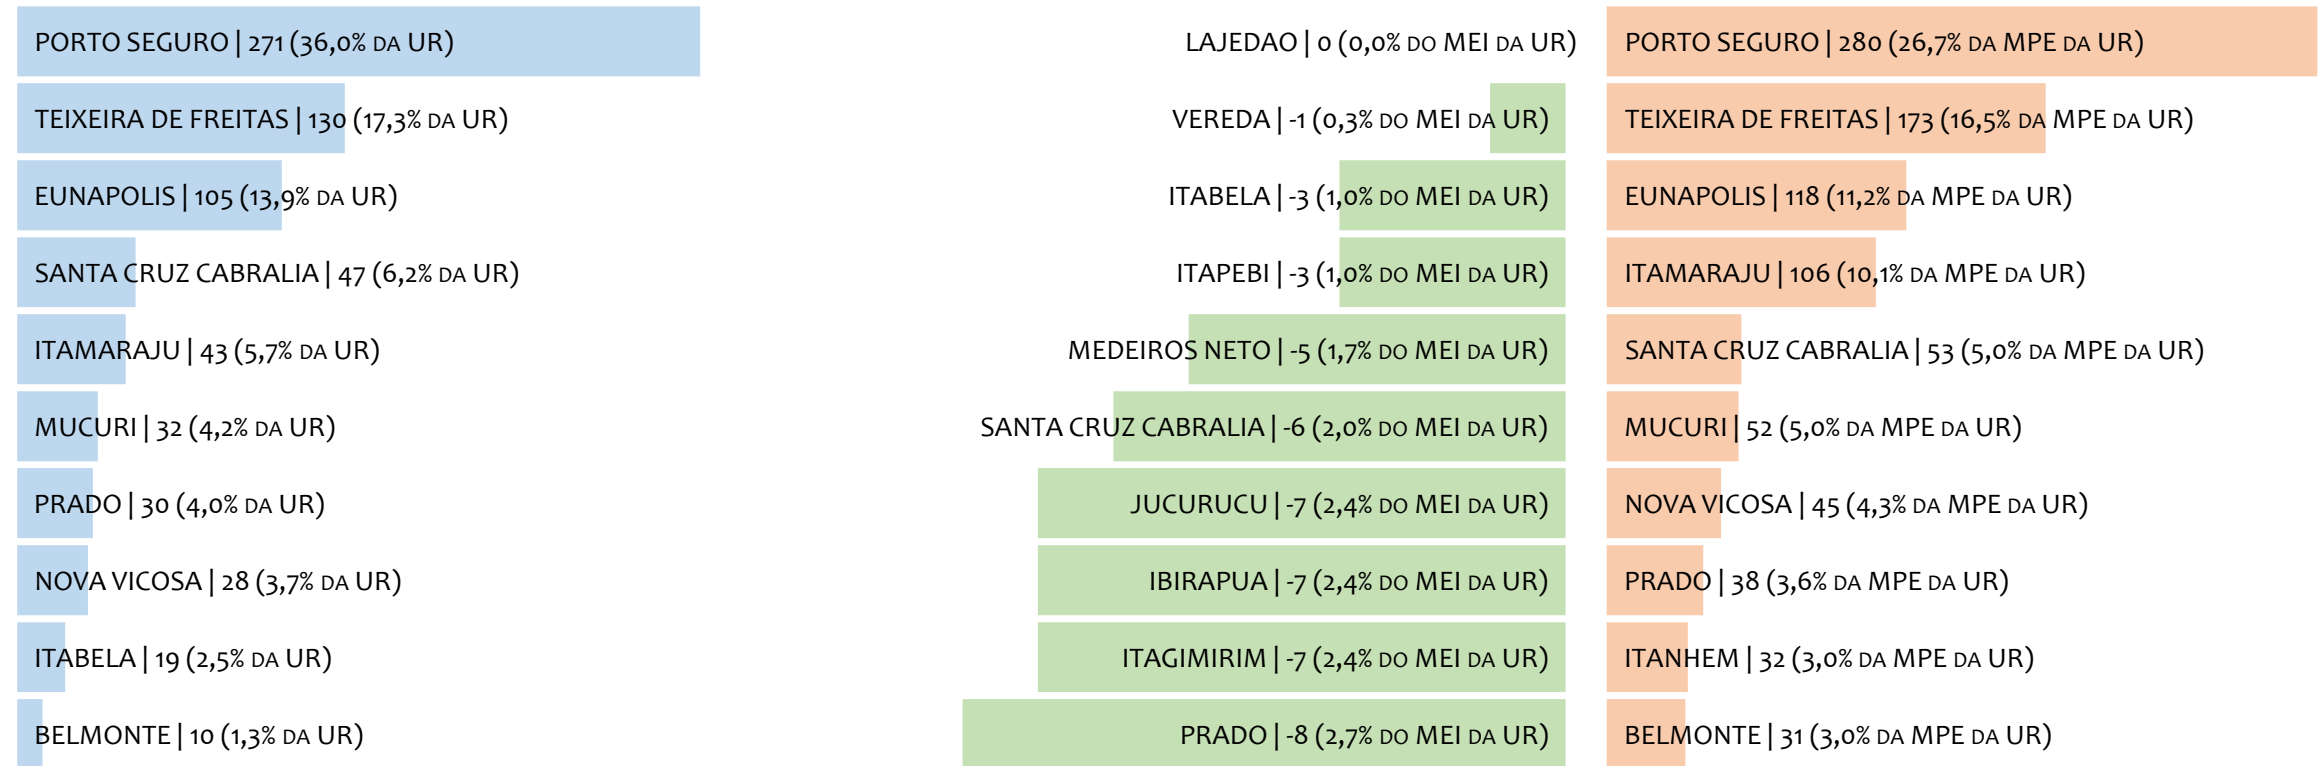 PORTO SEGURO | 271 (36,0% DA UR)
TEIXEIRA DE FREITAS | 130 (17,3% DA UR)
EUNAPOLIS | 105 (13,9% DA UR)
SANTA CRUZ CABRALIA | 47 (6,2% DA UR)
ITAMARAJU | 43 (5,7% DA UR)
MUCURI | 32 (4,2% DA UR)
PRADO | 30 (4,0% DA UR)
NOVA VICOSA | 28 (3,7% DA UR)
ITABELA | 19 (2,5% DA UR)
BELMONTE | 10 (1,3% DA UR)
LAJEDAO | 0 (0,0% DO MEI DA UR)
VEREDA | -1 (0,3% DO MEI DA UR)
ITABELA | -3 (1,0% DO MEI DA UR)
ITAPEBI | -3 (1,0% DO MEI DA UR)
MEDEIROS NETO | -5 (1,7% DO MEI DA UR)
SANTA CRUZ CABRALIA | -6 (2,0% DO MEI DA UR)
JUCURUCU | -7 (2,4% DO MEI DA UR)
IBIRAPUA | -7 (2,4% DO MEI DA UR)
ITAGIMIRIM | -7 (2,4% DO MEI DA UR)
PRADO | -8 (2,7% DO MEI DA UR)
PORTO SEGURO | 280 (26,7% DA MPE DA UR)
TEIXEIRA DE FREITAS | 173 (16,5% DA MPE DA UR)
EUNAPOLIS | 118 (11,2% DA MPE DA UR)
ITAMARAJU | 106 (10,1% DA MPE DA UR)
SANTA CRUZ CABRALIA | 53 (5,0% DA MPE DA UR)
MUCURI | 52 (5,0% DA MPE DA UR)
NOVA VICOSA | 45 (4,3% DA MPE DA UR)
PRADO | 38 (3,6% DA MPE DA UR)
ITANHEM | 32 (3,0% DA MPE DA UR)
BELMONTE | 31 (3,0% DA MPE DA UR)